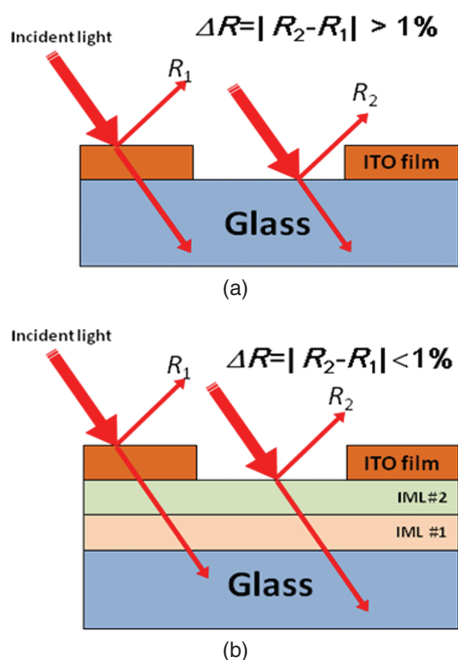 Incident light
ΔR=| R₂-R₁| > 1%
R₁
R₂
ITO film
Glass
(a)
Incident light
ΔR=| R₂-R₁| <1%
R₁
R₂
ITO film
IML#2
IML #1
Glass
(b)